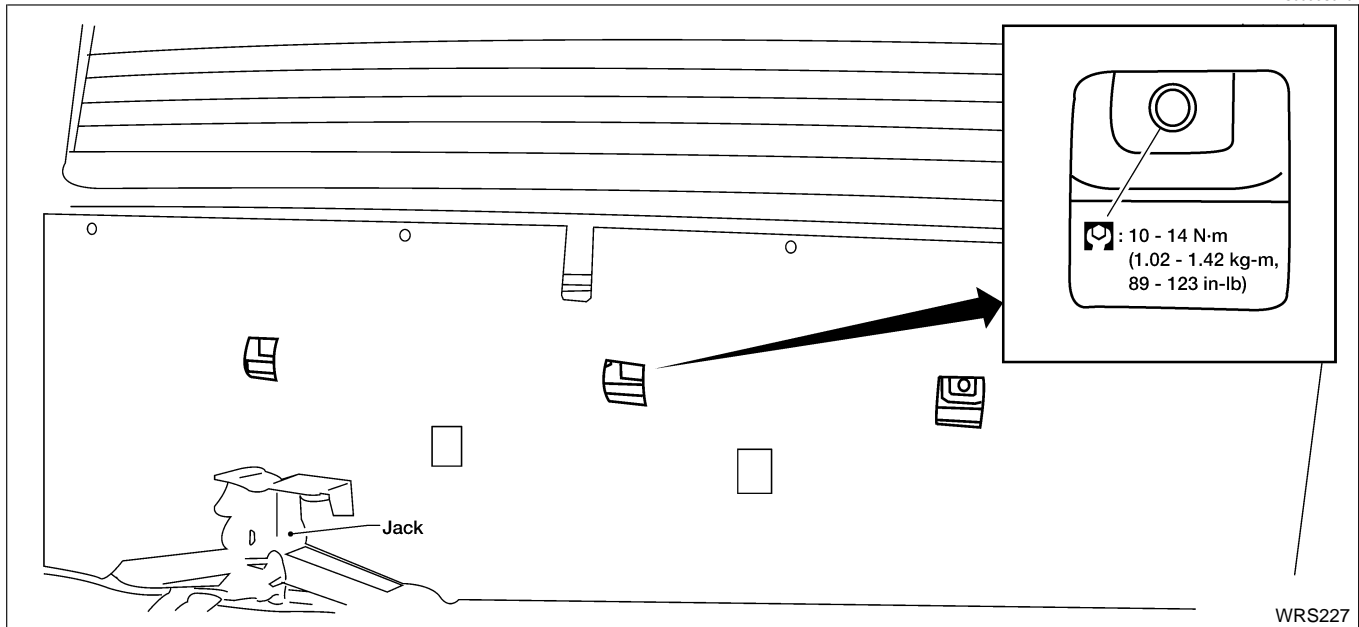 : 10 - 14 N·m
(1.02 - 1.42 kg-m,
89 - 123 in-lb)
Jack
WRS227